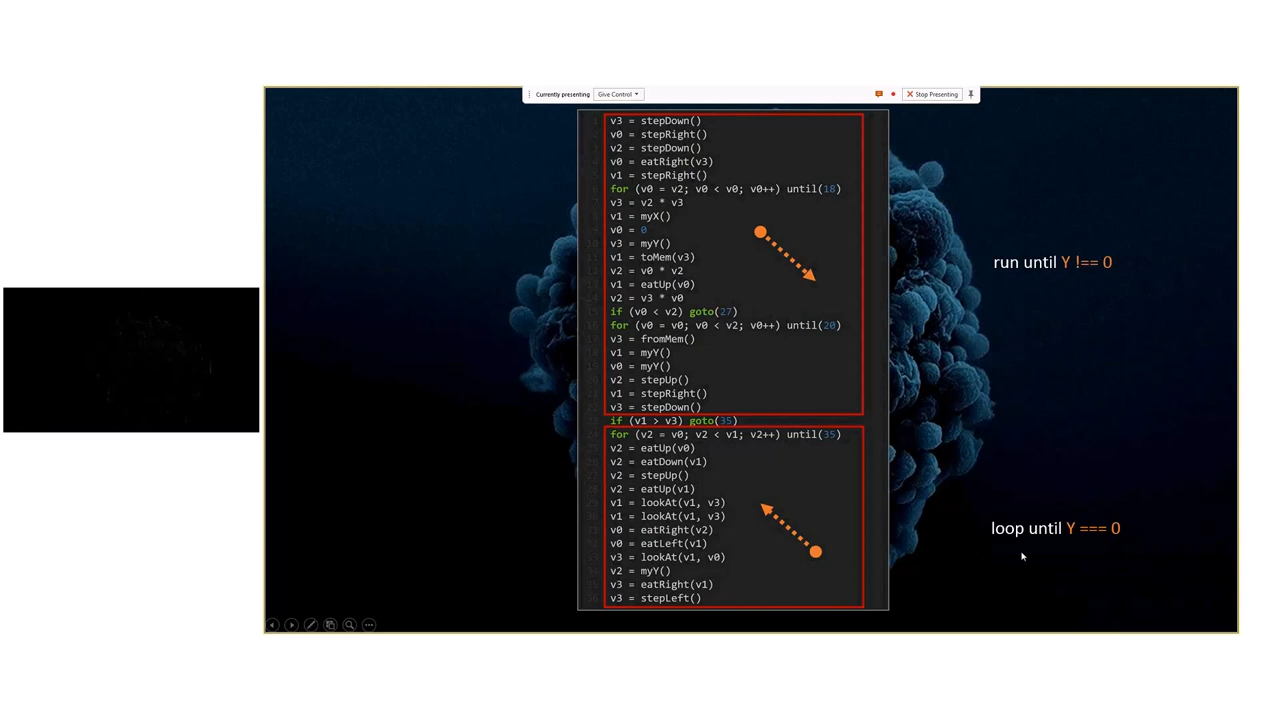 Currently presenting Give Control Stop Presenting
v3 = stepDown()
v0 = stepRight()
v2 = stepDown()
v0 = eatRight(v3)
v1 = stepRight()
for (v0 = v2; v0 < v0; v0++) until(18)
v3 = v2 * v3
v1 = myX()
v0 = 0
v3 = myY()
v1 = toMem(v3)
v2 = v0 * v2
v1 = eatUp(v0)
v2 = v3 * v0
if (v0 < v2) goto(27)
for (v0 = v0; v0 < v2; v0++) until(20)
v3 = fromMem()
v1 = myY()
v0 = myY()
v2 = stepUp()
v1 = stepRight()
v3 = stepDown()
if (v1 > v3) goto(35)
for (v2 = v0; v2 < v1; v2++) until(35)
v2 = eatUp(v0)
v2 = eatDown(v1)
v2 = stepUp()
v2 = eatUp(v1)
v1 = lookAt(v1, v3)
v1 = lookAt(v1, v3)
v0 = eatRight(v2)
v0 = eatLeft(v1)
v3 = lookAt(v1, v0)
v2 = myY()
v3 = eatRight(v1)
v3 = stepLeft()
run until Y !== 0
loop until Y === 0